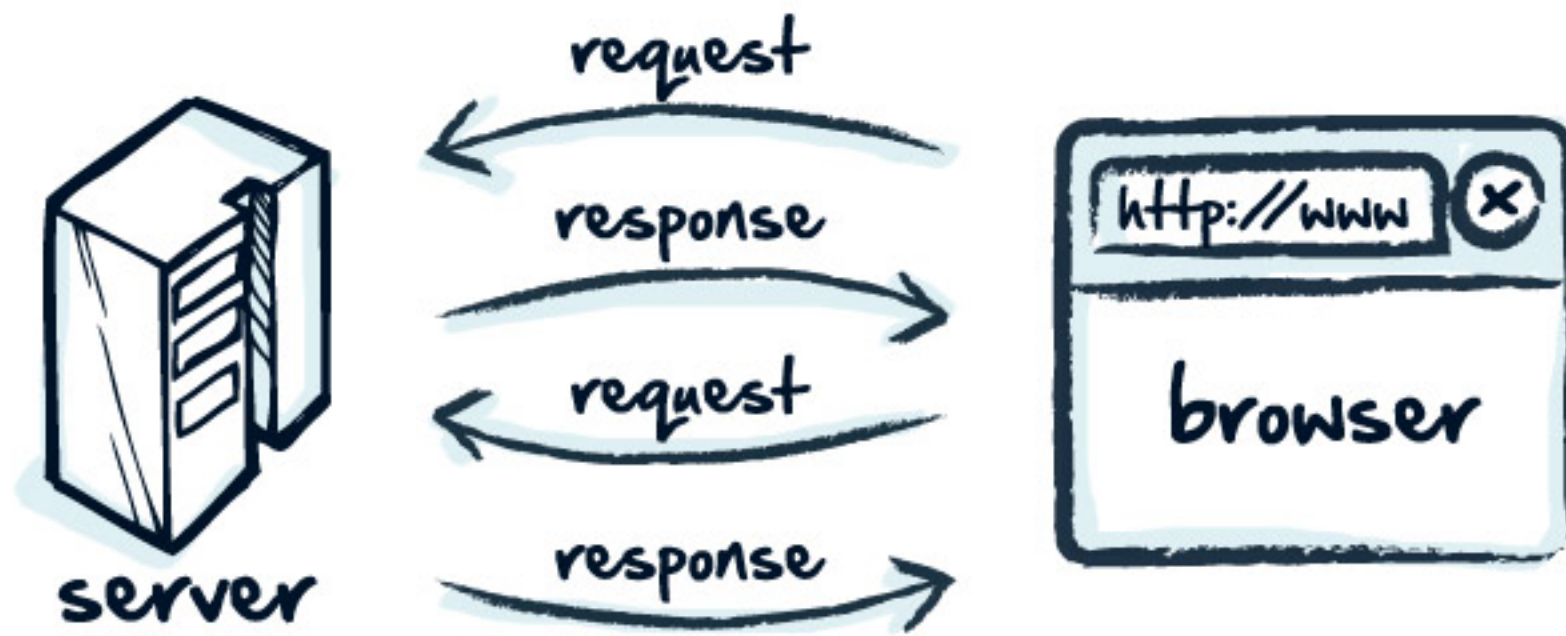 request
response
http://www
request
browser
response
server